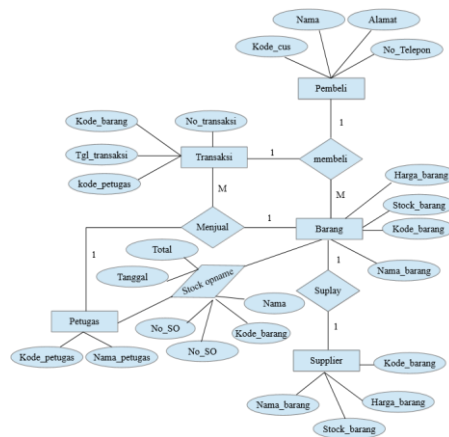 Nama
Alamat
Kode_cus
No_Telepon
Pembeli
1
Kode_barang
No_transaksi
Tgl_transaksi
Transaksi
1
membeli
kode_petugas
Harga_barang
M
M
Stock_barang
Menjual
1
Barang
Kode_barang
1
Total
Nama_barang
Tanggal
Stock opname
1
Suplay
Nama
Petugas
No_SO
Kode_barang
1
Kode_petugas
Nama_petugas
No_SO
Supplier
Kode_barang
Nama_barang
Harga_barang
Stock_barang